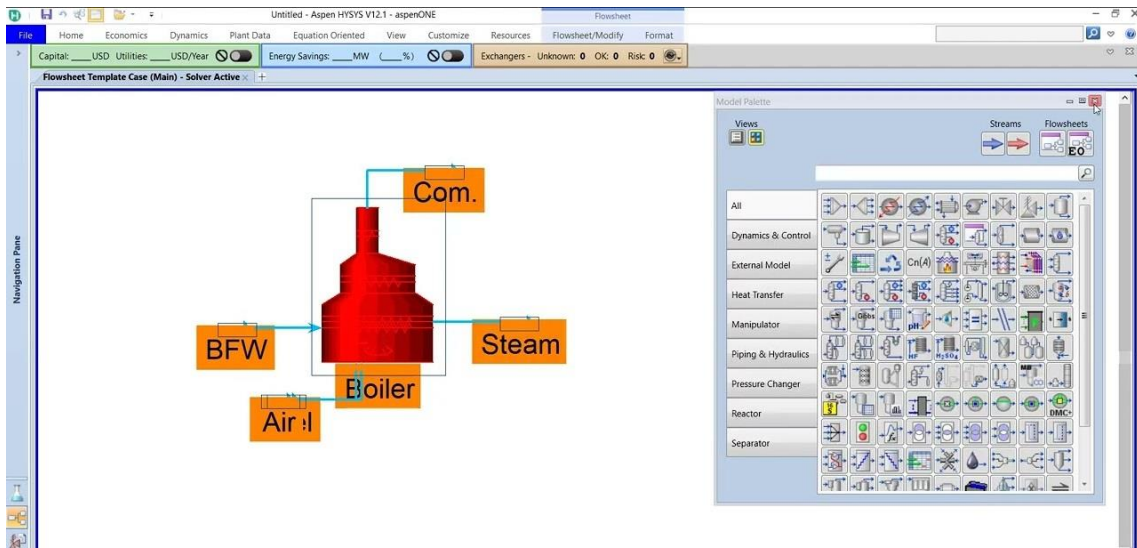 Untitled - Aspen HYSYS V12.1 - aspenONE
Flowsheet
File Home Economics Dynamics Plant Data Equation Oriented View Customize Resources Flowsheet/Modify Format
Capital: ____USD Utilities: ____USD/Year
Energy Savings: ____MW (____%)
Exchangers - Unknown: 0 OK: 0 Risk: 0
Flowsheet Template Case (Main) - Solver Active
Navigation Pane
Com.
BFW
Steam
Boiler
Air
Model Palette
Views
Streams
Flowsheets
EO
All
Dynamics & Control
External Model
Heat Transfer
Manipulator
Piping & Hydraulics
Pressure Changer
Reactor
Separator
Cn(A)
Gibbs
pH
HF
H₂SO₄
DMC+